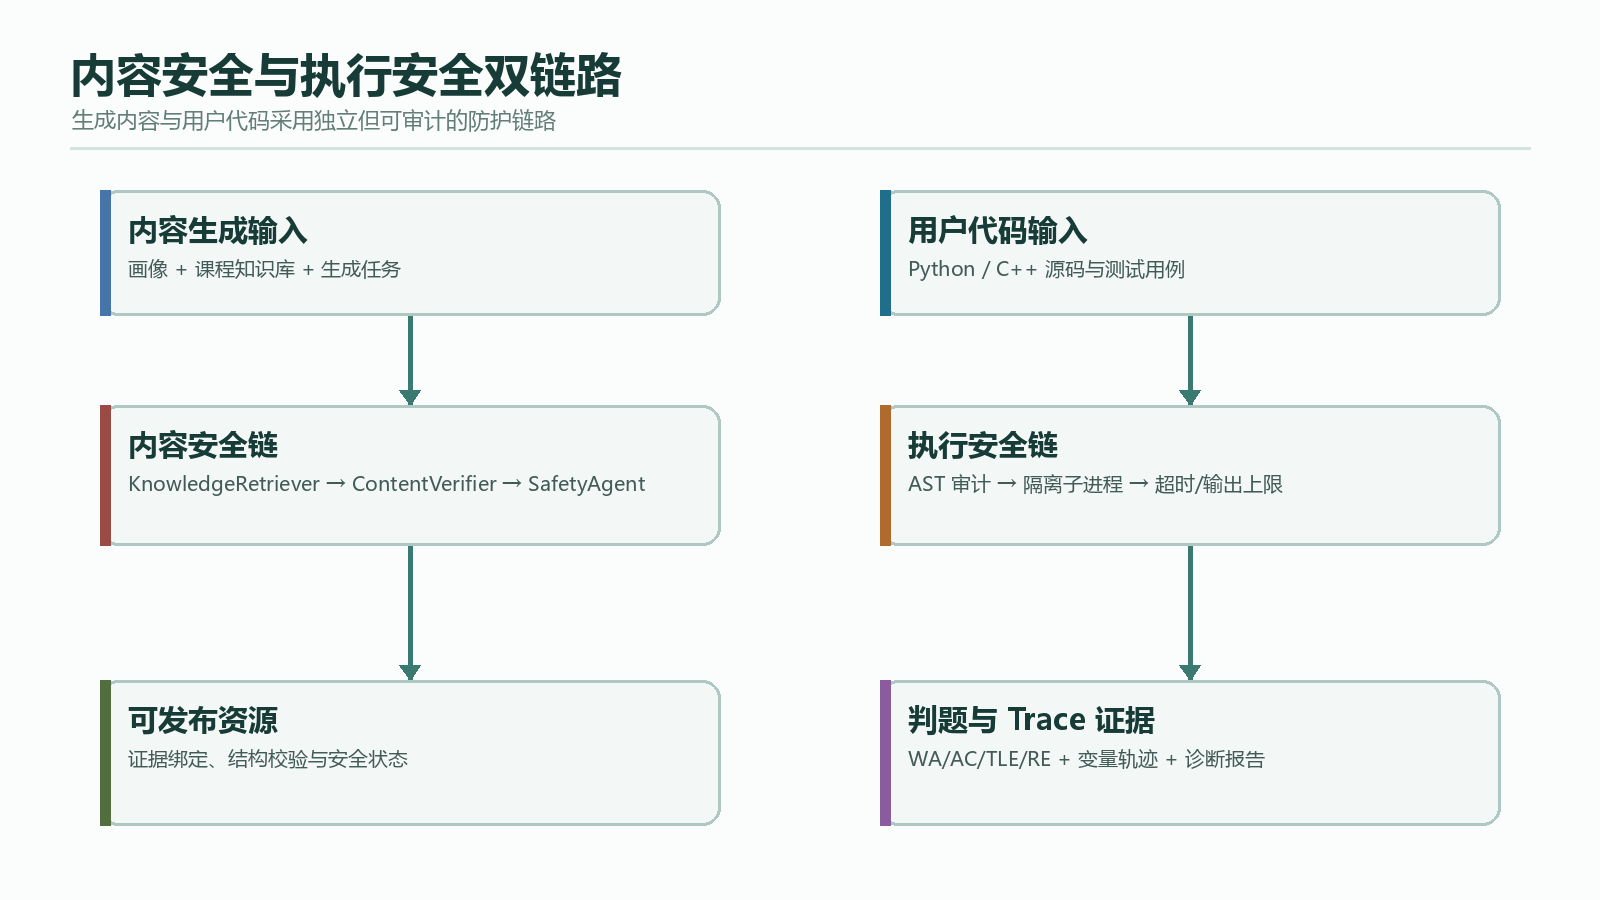 内容安全与执行安全双链路
生成内容与用户代码采用独立但可审计的防护链路
内容生成输入
画像 + 课程知识库 + 生成任务
用户代码输入
Python / C++ 源码与测试用例
内容安全链
KnowledgeRetriever → ContentVerifier → SafetyAgent
执行安全链
AST 审计 → 隔离子进程 → 超时/输出上限
可发布资源
证据绑定、结构校验与安全状态
判题与 Trace 证据
WA/AC/TLE/RE + 变量轨迹 + 诊断报告